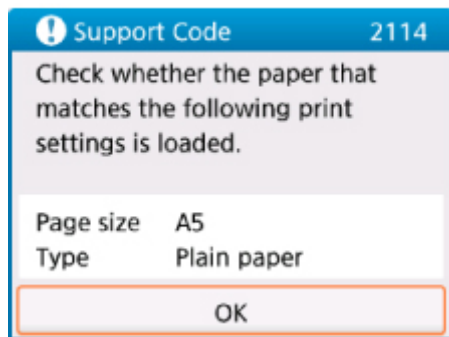 Support Code 2114
Check whether the paper that
matches the following print
settings is loaded.
Page size A5
Type Plain paper
OK